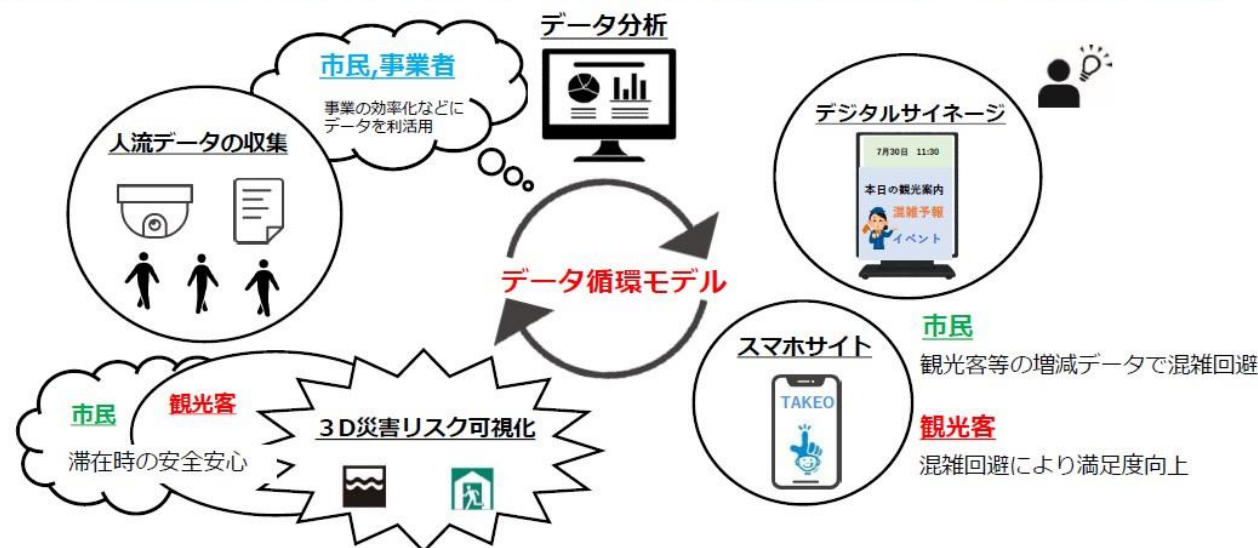 データ分析
市民,事業者
事業の効率化などに
データを利活用
人流データの収集
デジタルサイネージ
7月30日 11:30
本日の観光案内
混雑予報
イベント
データ循環モデル
スマホサイト
TAKEO
市民
観光客等の増減データで混雑回避
観光客
混雑回避により満足度向上
市民
観光客
滞在時の安全安心
3D災害リスク可視化